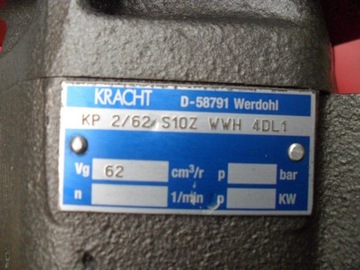 KRACHT D-58791 Werdohl
KP 2/62 S10Z WWH 4DL1
Vg 62 cm³/r p bar
n 1/min p KW